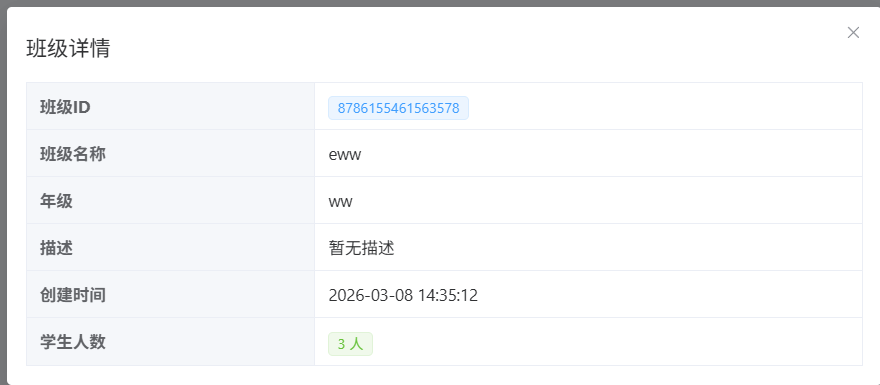 班级详情
班级ID 8786155461563578
班级名称 eww
年级 ww
描述 暂无描述
创建时间 2026-03-08 14:35:12
学生人数 3 人